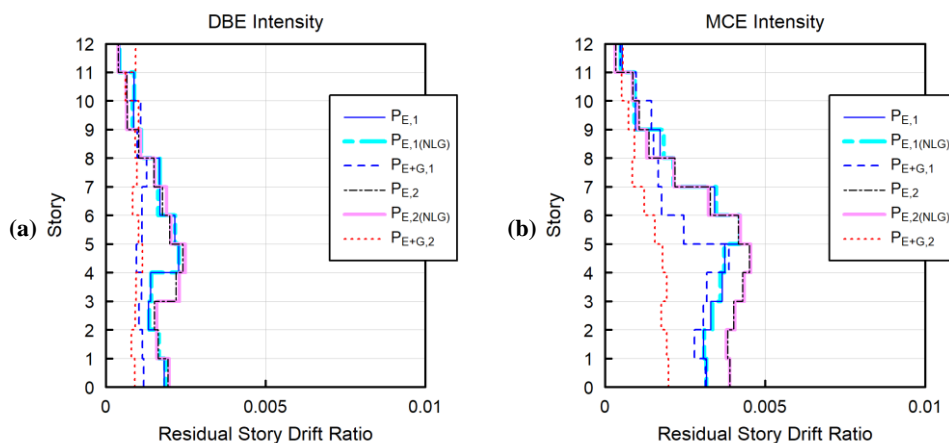 DBE Intensity
12
11
10
9
8
7
6
5
4
3
2
1
0
Story
(a)
P_E,1
P_E,1(NLG)
P_E+G,1
P_E,2
P_E,2(NLG)
P_E+G,2
0 0.005 0.01
Residual Story Drift Ratio
MCE Intensity
12
11
10
9
8
7
6
5
4
3
2
1
0
Story
(b)
P_E,1
P_E,1(NLG)
P_E+G,1
P_E,2
P_E,2(NLG)
P_E+G,2
0 0.005 0.01
Residual Story Drift Ratio